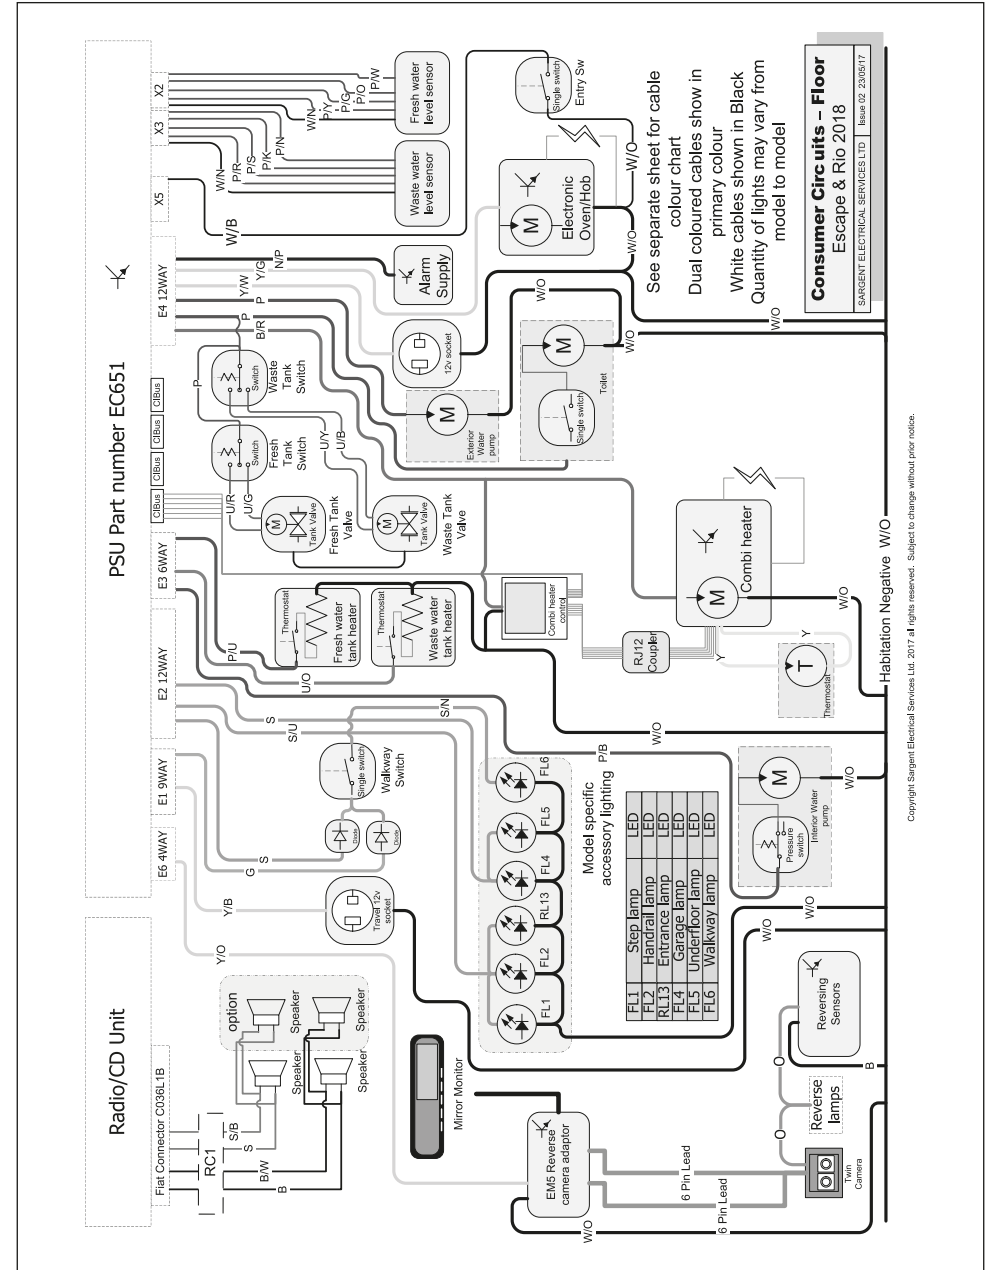 Radio/CD Unit
PSU Part number EC651
Fiat Connector C036L1B
E6 4WAY
E1 9WAY
E2 12WAY
E3 6WAY
CIBus
CIBus
CIBus
CIBus
E4 12WAY
X5
X3
X2
RC1
S/B
S
B/W
B
option
Speaker
Speaker
Speaker
Speaker
Y/O
Y/B
G
S
S
S/U
P/U
U/O
S/N
U/R
U/G
P
U/Y
U/B
B/R
P
P
Y/W
Y/G
N/P
W/B
W/N
P/R
P/S
P/K
P/N
W/N
P/Y
P/G
P/O
P/W
Travel 12v
socket
Diode
Diode
Single switch
Walkway
Switch
Thermostat
Fresh water
tank heater
Thermostat
Waste water
tank heater
M
Tank Valve
Fresh Tank
Valve
M
Tank Valve
Waste Tank
Valve
Switch
Fresh
Tank
Switch
Switch
Waste
Tank
Switch
12v socket
Alarm
Supply
Waste water
level sensor
Fresh water
level sensor
Single switch
Entry Sw
M
Exterior
Water
pump
Single switch
M
Toilet
M
Electronic
Oven/Hob
W/O
W/O
W/O
W/O
W/O
Combi heater
control
RJ12
Coupler
M
Combi heater
Y
Y
T
Thermostat
W/O
W/O
P/B
Mirror Monitor
FL1
FL2
RL13
FL4
FL5
FL6
Model specific
accessory lighting
FL1 Step lamp LED
FL2 Handrail lamp LED
RL13 Entrance lamp LED
FL4 Garage lamp LED
FL5 Underfloor lamp LED
FL6 Walkway lamp LED
Pressure
switch
M
Interior Water
pump
W/O
W/O
W/O
EM5 Reverse
camera adaptor
W/O
6 Pin Lead
6 Pin Lead
Twin
Camera
Reverse
lamps
O
O
Reversing
Sensors
B
Habitation Negative W/O
See separate sheet for cable
colour chart
Dual coloured cables show in
primary colour
White cables shown in Black
Quantity of lights may vary from
model to model
Consumer Circuits – Floor
Escape & Rio 2018
SARGENT ELECTRICAL SERVICES LTD Issue 02 23/05/17
Copyright Sargent Electrical Services Ltd. 2017 all rights reserved. Subject to change without prior notice.